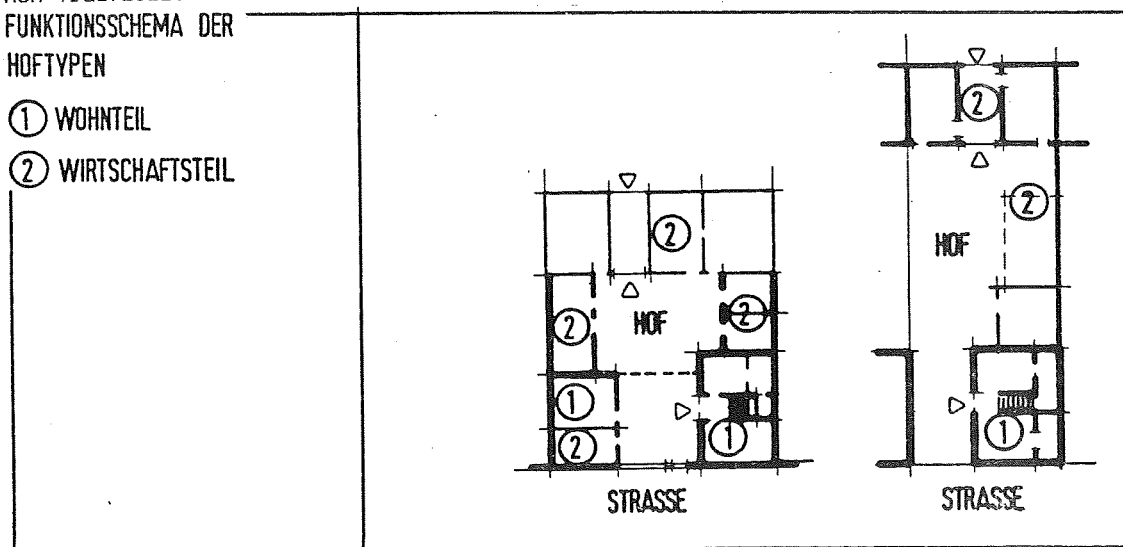 FUNKTIONSSCHEMA DER
HOFTYPEN
1 WOHNTEIL
2 WIRTSCHAFTSTEIL
2
2
HOF
2
1
2
1
STRASSE
2
2
HOF
1
STRASSE